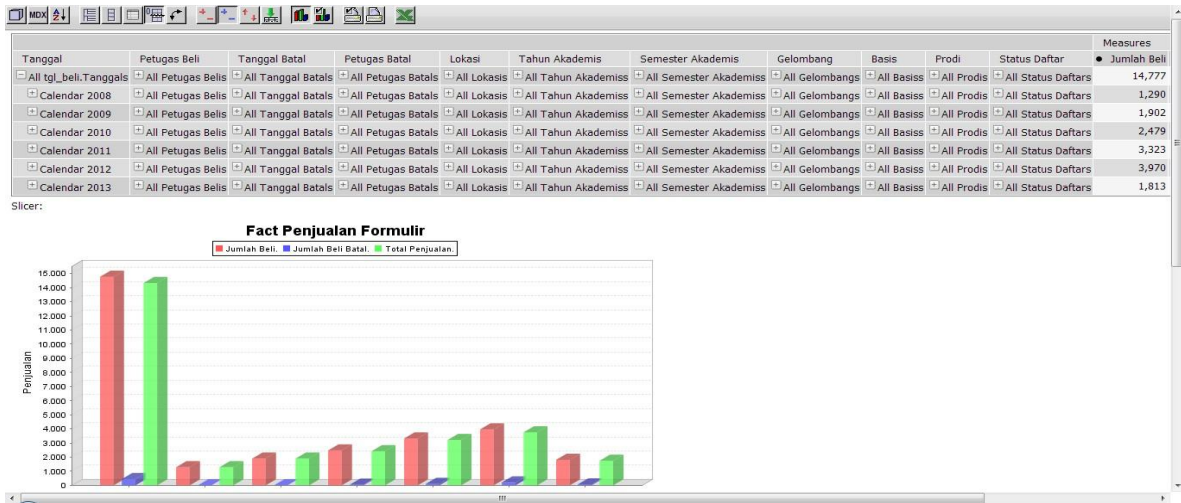 MDX
Measures
Tanggal Petugas Beli Tanggal Batal Petugas Batal Lokasi Tahun Akademis Semester Akademis Gelombang Basis Prodi Status Daftar Jumlah Beli
All tgl_beli.Tanggals All Petugas Belis All Tanggal Batals All Petugas Batals All Lokasis All Tahun Akademiss All Semester Akademiss All Gelombangs All Basiss All Prodis All Status Daftars 14,777
Calendar 2008 All Petugas Belis All Tanggal Batals All Petugas Batals All Lokasis All Tahun Akademiss All Semester Akademiss All Gelombangs All Basiss All Prodis All Status Daftars 1,290
Calendar 2009 All Petugas Belis All Tanggal Batals All Petugas Batals All Lokasis All Tahun Akademiss All Semester Akademiss All Gelombangs All Basiss All Prodis All Status Daftars 1,902
Calendar 2010 All Petugas Belis All Tanggal Batals All Petugas Batals All Lokasis All Tahun Akademiss All Semester Akademiss All Gelombangs All Basiss All Prodis All Status Daftars 2,479
Calendar 2011 All Petugas Belis All Tanggal Batals All Petugas Batals All Lokasis All Tahun Akademiss All Semester Akademiss All Gelombangs All Basiss All Prodis All Status Daftars 3,323
Calendar 2012 All Petugas Belis All Tanggal Batals All Petugas Batals All Lokasis All Tahun Akademiss All Semester Akademiss All Gelombangs All Basiss All Prodis All Status Daftars 3,970
Calendar 2013 All Petugas Belis All Tanggal Batals All Petugas Batals All Lokasis All Tahun Akademiss All Semester Akademiss All Gelombangs All Basiss All Prodis All Status Daftars 1,813
Slicer:
Fact Penjualan Formulir
Jumlah Beli. Jumlah Beli Batal. Total Penjualan.
15.000
14.000
13.000
12.000
11.000
10.000
9.000
8.000
7.000
6.000
5.000
4.000
3.000
2.000
1.000
0
Penjualan